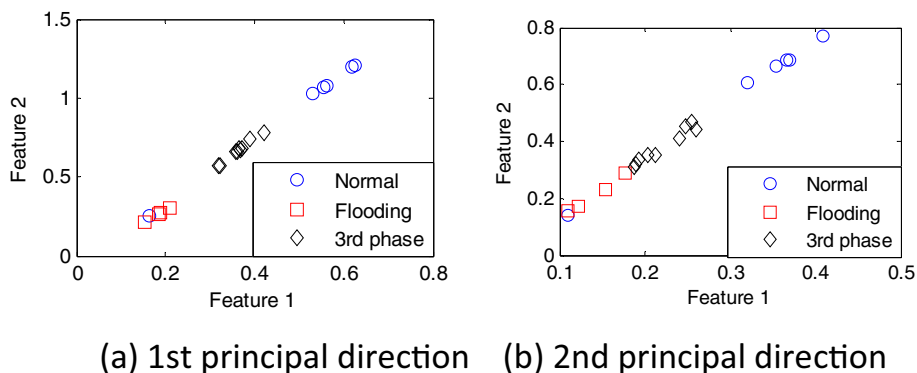 (a)
1.5
1
0.5
0
Feature 2
0
0.2
0.4
0.6
0.8
Feature 1
Normal
Flooding
3rd phase
(b)
0.8
0.6
0.4
0.2
0
Feature 2
0.1
0.2
0.3
0.4
0.5
Feature 1
Normal
Flooding
3rd phase
(a) 1st principal direction
(b) 2nd principal direction